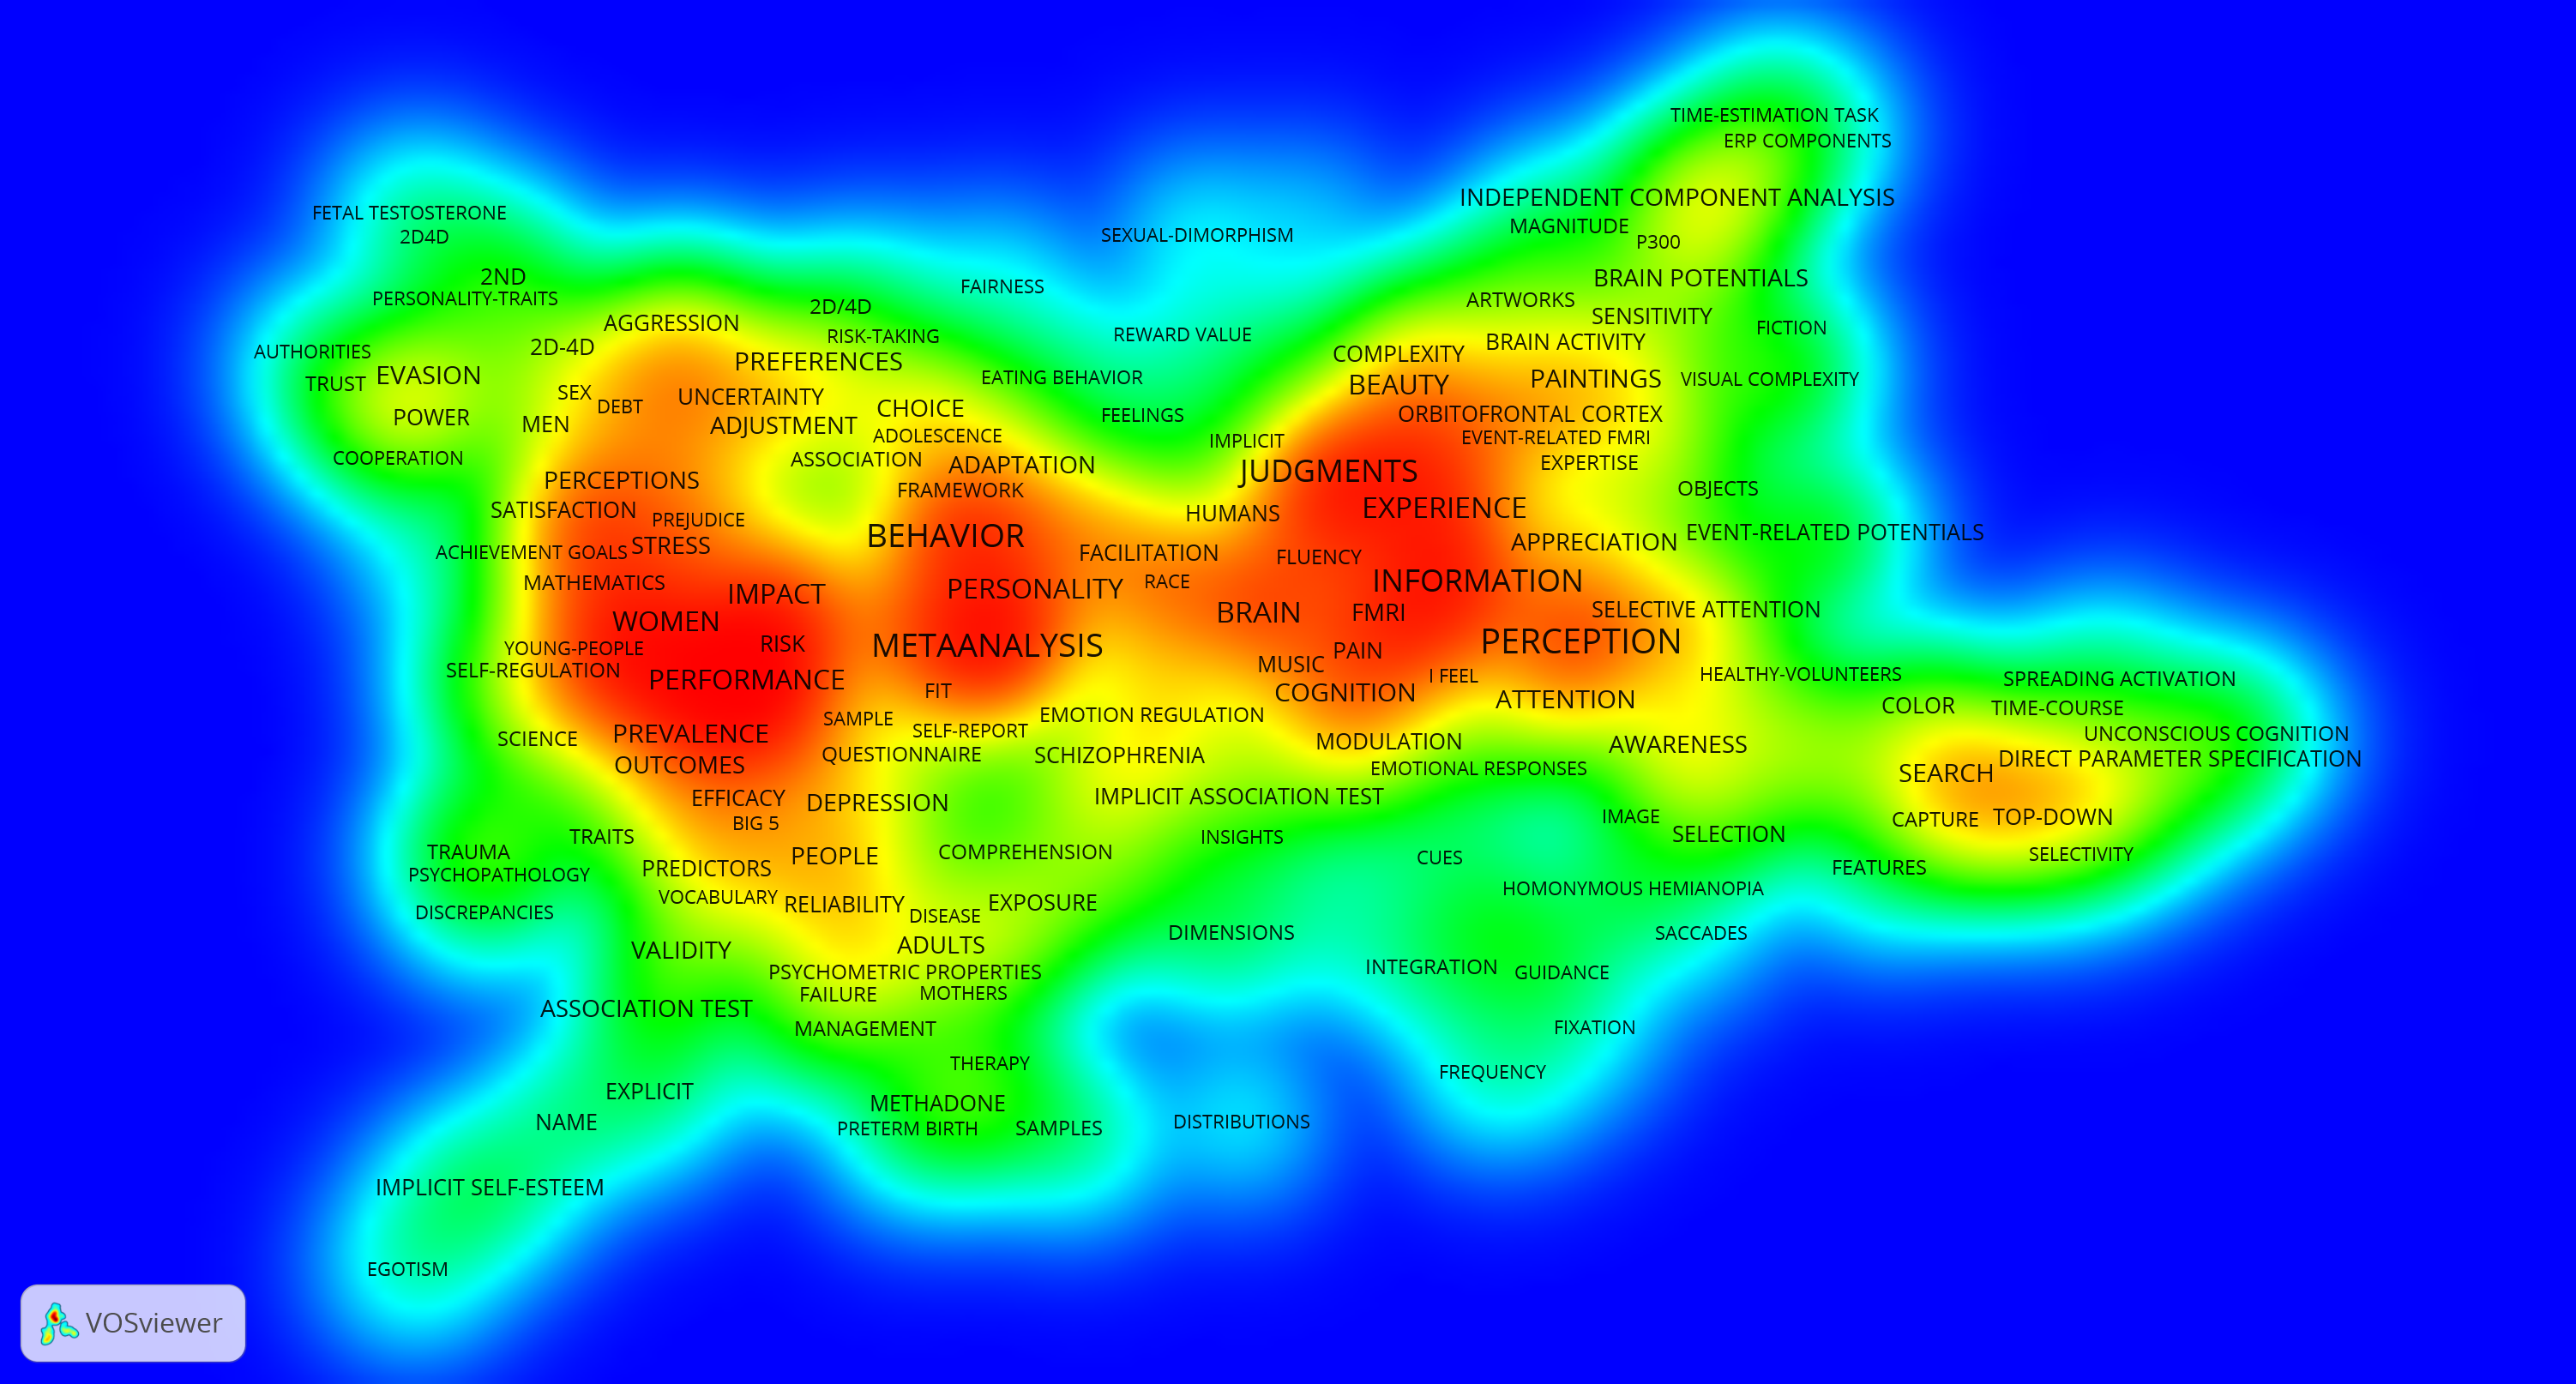 TIME-ESTIMATION TASK
ERP COMPONENTS
INDEPENDENT COMPONENT ANALYSIS
FETAL TESTOSTERONE
MAGNITUDE
2D4D
SEXUAL-DIMORPHISM
P300
2ND
BRAIN POTENTIALS
FAIRNESS
PERSONALITY-TRAITS
ARTWORKS
2D/4D
SENSITIVITY
AGGRESSION
FICTION
RISK-TAKING
REWARD VALUE
BRAIN ACTIVITY
2D-4D
AUTHORITIES
COMPLEXITY
PREFERENCES
EVASION
EATING BEHAVIOR
PAINTINGS
VISUAL COMPLEXITY
TRUST
BEAUTY
SEX
UNCERTAINTY
DEBT
CHOICE
FEELINGS
ORBITOFRONTAL CORTEX
POWER
MEN
ADJUSTMENT
ADOLESCENCE
IMPLICIT
EVENT-RELATED FMRI
COOPERATION
ASSOCIATION
ADAPTATION
EXPERTISE
JUDGMENTS
PERCEPTIONS
FRAMEWORK
OBJECTS
SATISFACTION
PREJUDICE
HUMANS
EXPERIENCE
BEHAVIOR
EVENT-RELATED POTENTIALS
ACHIEVEMENT GOALS
STRESS
FACILITATION
FLUENCY
APPRECIATION
MATHEMATICS
IMPACT
PERSONALITY
RACE
INFORMATION
WOMEN
BRAIN
FMRI
SELECTIVE ATTENTION
YOUNG-PEOPLE
RISK
METAANALYSIS
PERCEPTION
SELF-REGULATION
PERFORMANCE
MUSIC
PAIN
I FEEL
HEALTHY-VOLUNTEERS
SPREADING ACTIVATION
FIT
COGNITION
ATTENTION
COLOR
TIME-COURSE
SAMPLE
EMOTION REGULATION
SCIENCE
PREVALENCE
SELF-REPORT
UNCONSCIOUS COGNITION
QUESTIONNAIRE
SCHIZOPHRENIA
MODULATION
AWARENESS
DIRECT PARAMETER SPECIFICATION
OUTCOMES
EMOTIONAL RESPONSES
SEARCH
EFFICACY
DEPRESSION
IMPLICIT ASSOCIATION TEST
BIG 5
IMAGE
CAPTURE
TOP-DOWN
TRAITS
INSIGHTS
SELECTION
TRAUMA
PEOPLE
COMPREHENSION
CUES
SELECTIVITY
PSYCHOPATHOLOGY
PREDICTORS
FEATURES
VOCABULARY
RELIABILITY
EXPOSURE
HOMONYMOUS HEMIANOPIA
DISCREPANCIES
DISEASE
DIMENSIONS
SACCADES
VALIDITY
ADULTS
PSYCHOMETRIC PROPERTIES
INTEGRATION
GUIDANCE
FAILURE
MOTHERS
ASSOCIATION TEST
MANAGEMENT
FIXATION
THERAPY
FREQUENCY
EXPLICIT
METHADONE
NAME
PRETERM BIRTH
SAMPLES
DISTRIBUTIONS
IMPLICIT SELF-ESTEEM
EGOTISM
VOSviewer